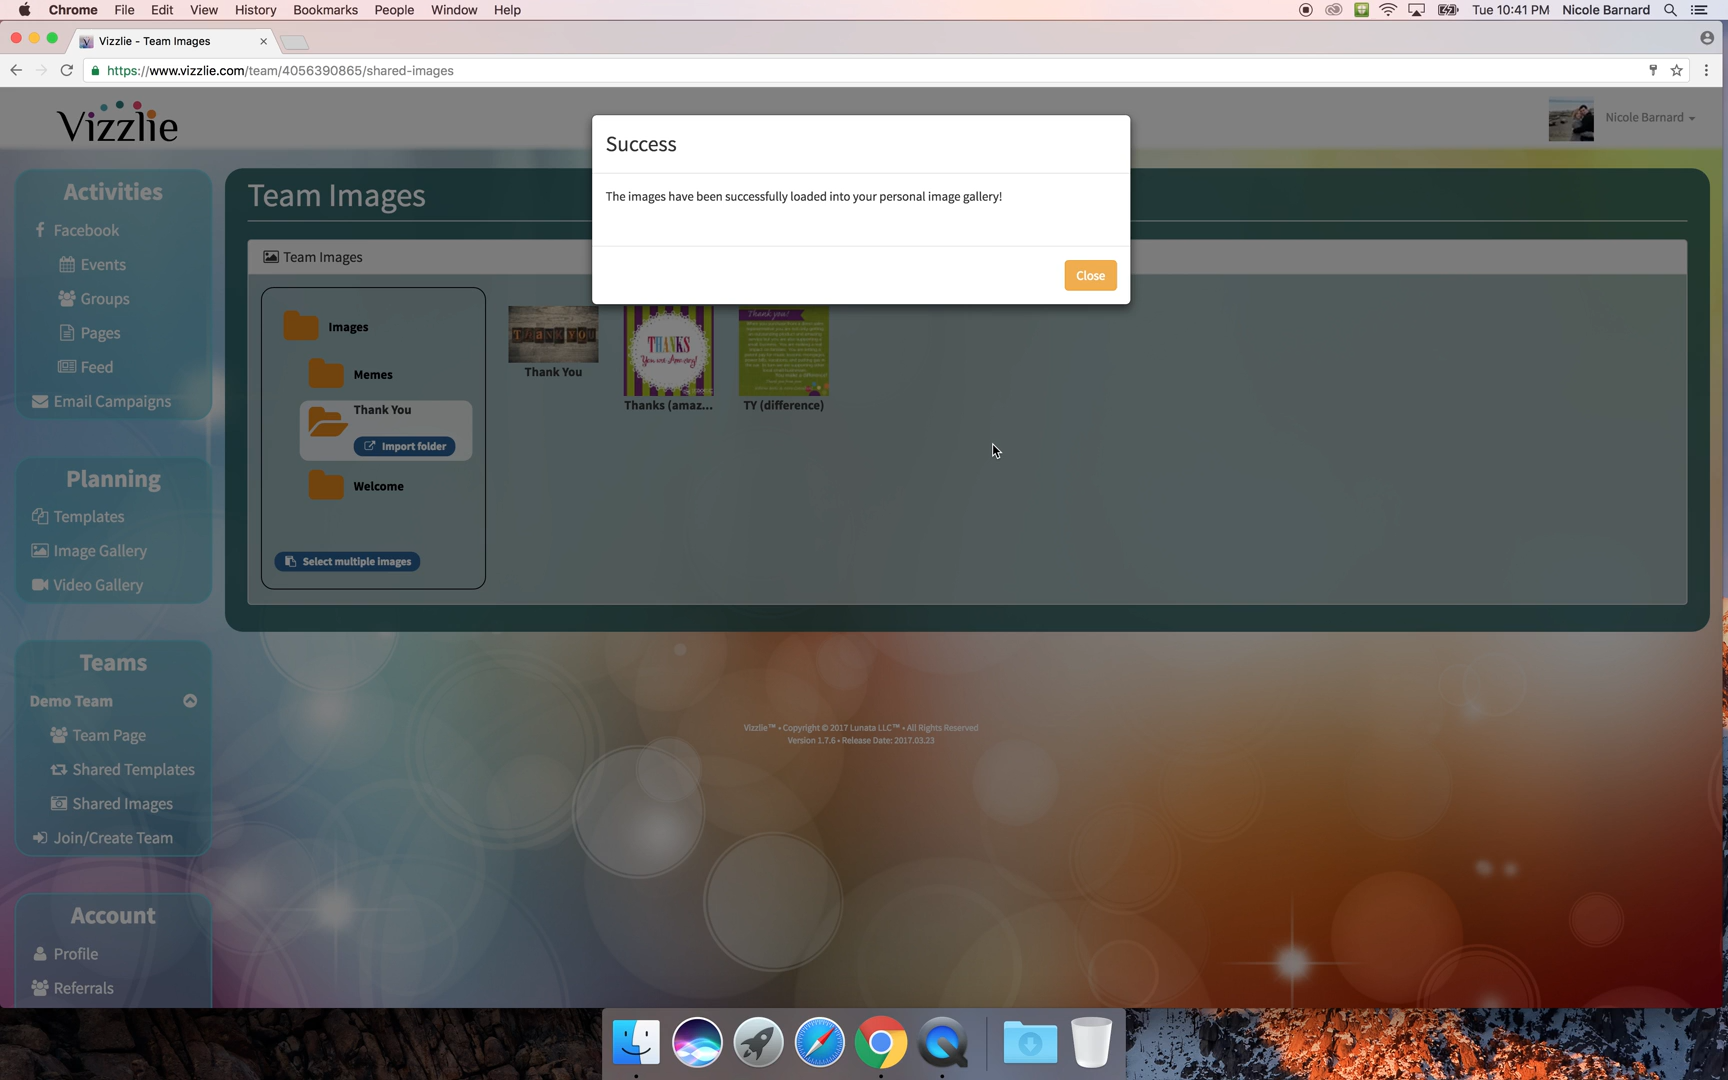 Chrome File Edit View History Bookmarks People Window Help Tue 10:41 PM Nicole Barnard
Vizzlie - Team Images
https://www.vizzlie.com/team/4056390865/shared-images
Vizzlie
Nicole Barnard
Success
The images have been successfully loaded into your personal image gallery!
Close
Activities
Facebook
Events
Groups
Pages
Feed
Email Campaigns
Planning
Templates
Image Gallery
Video Gallery
Teams
Demo Team
Team Page
Shared Templates
Shared Images
Join/Create Team
Account
Profile
Referrals
Team Images
Team Images
Images
Memes
Thank You
Import folder
Welcome
Select multiple images
THANK YOU
Thank You
THANKS
You are Amazing!
Thanks (amaz...
Thank you!
TY (difference)
Vizzlie™ • Copyright © 2017 Lunata LLC™ • All Rights Reserved
Version 1.7.6 • Release Date: 2017.03.23